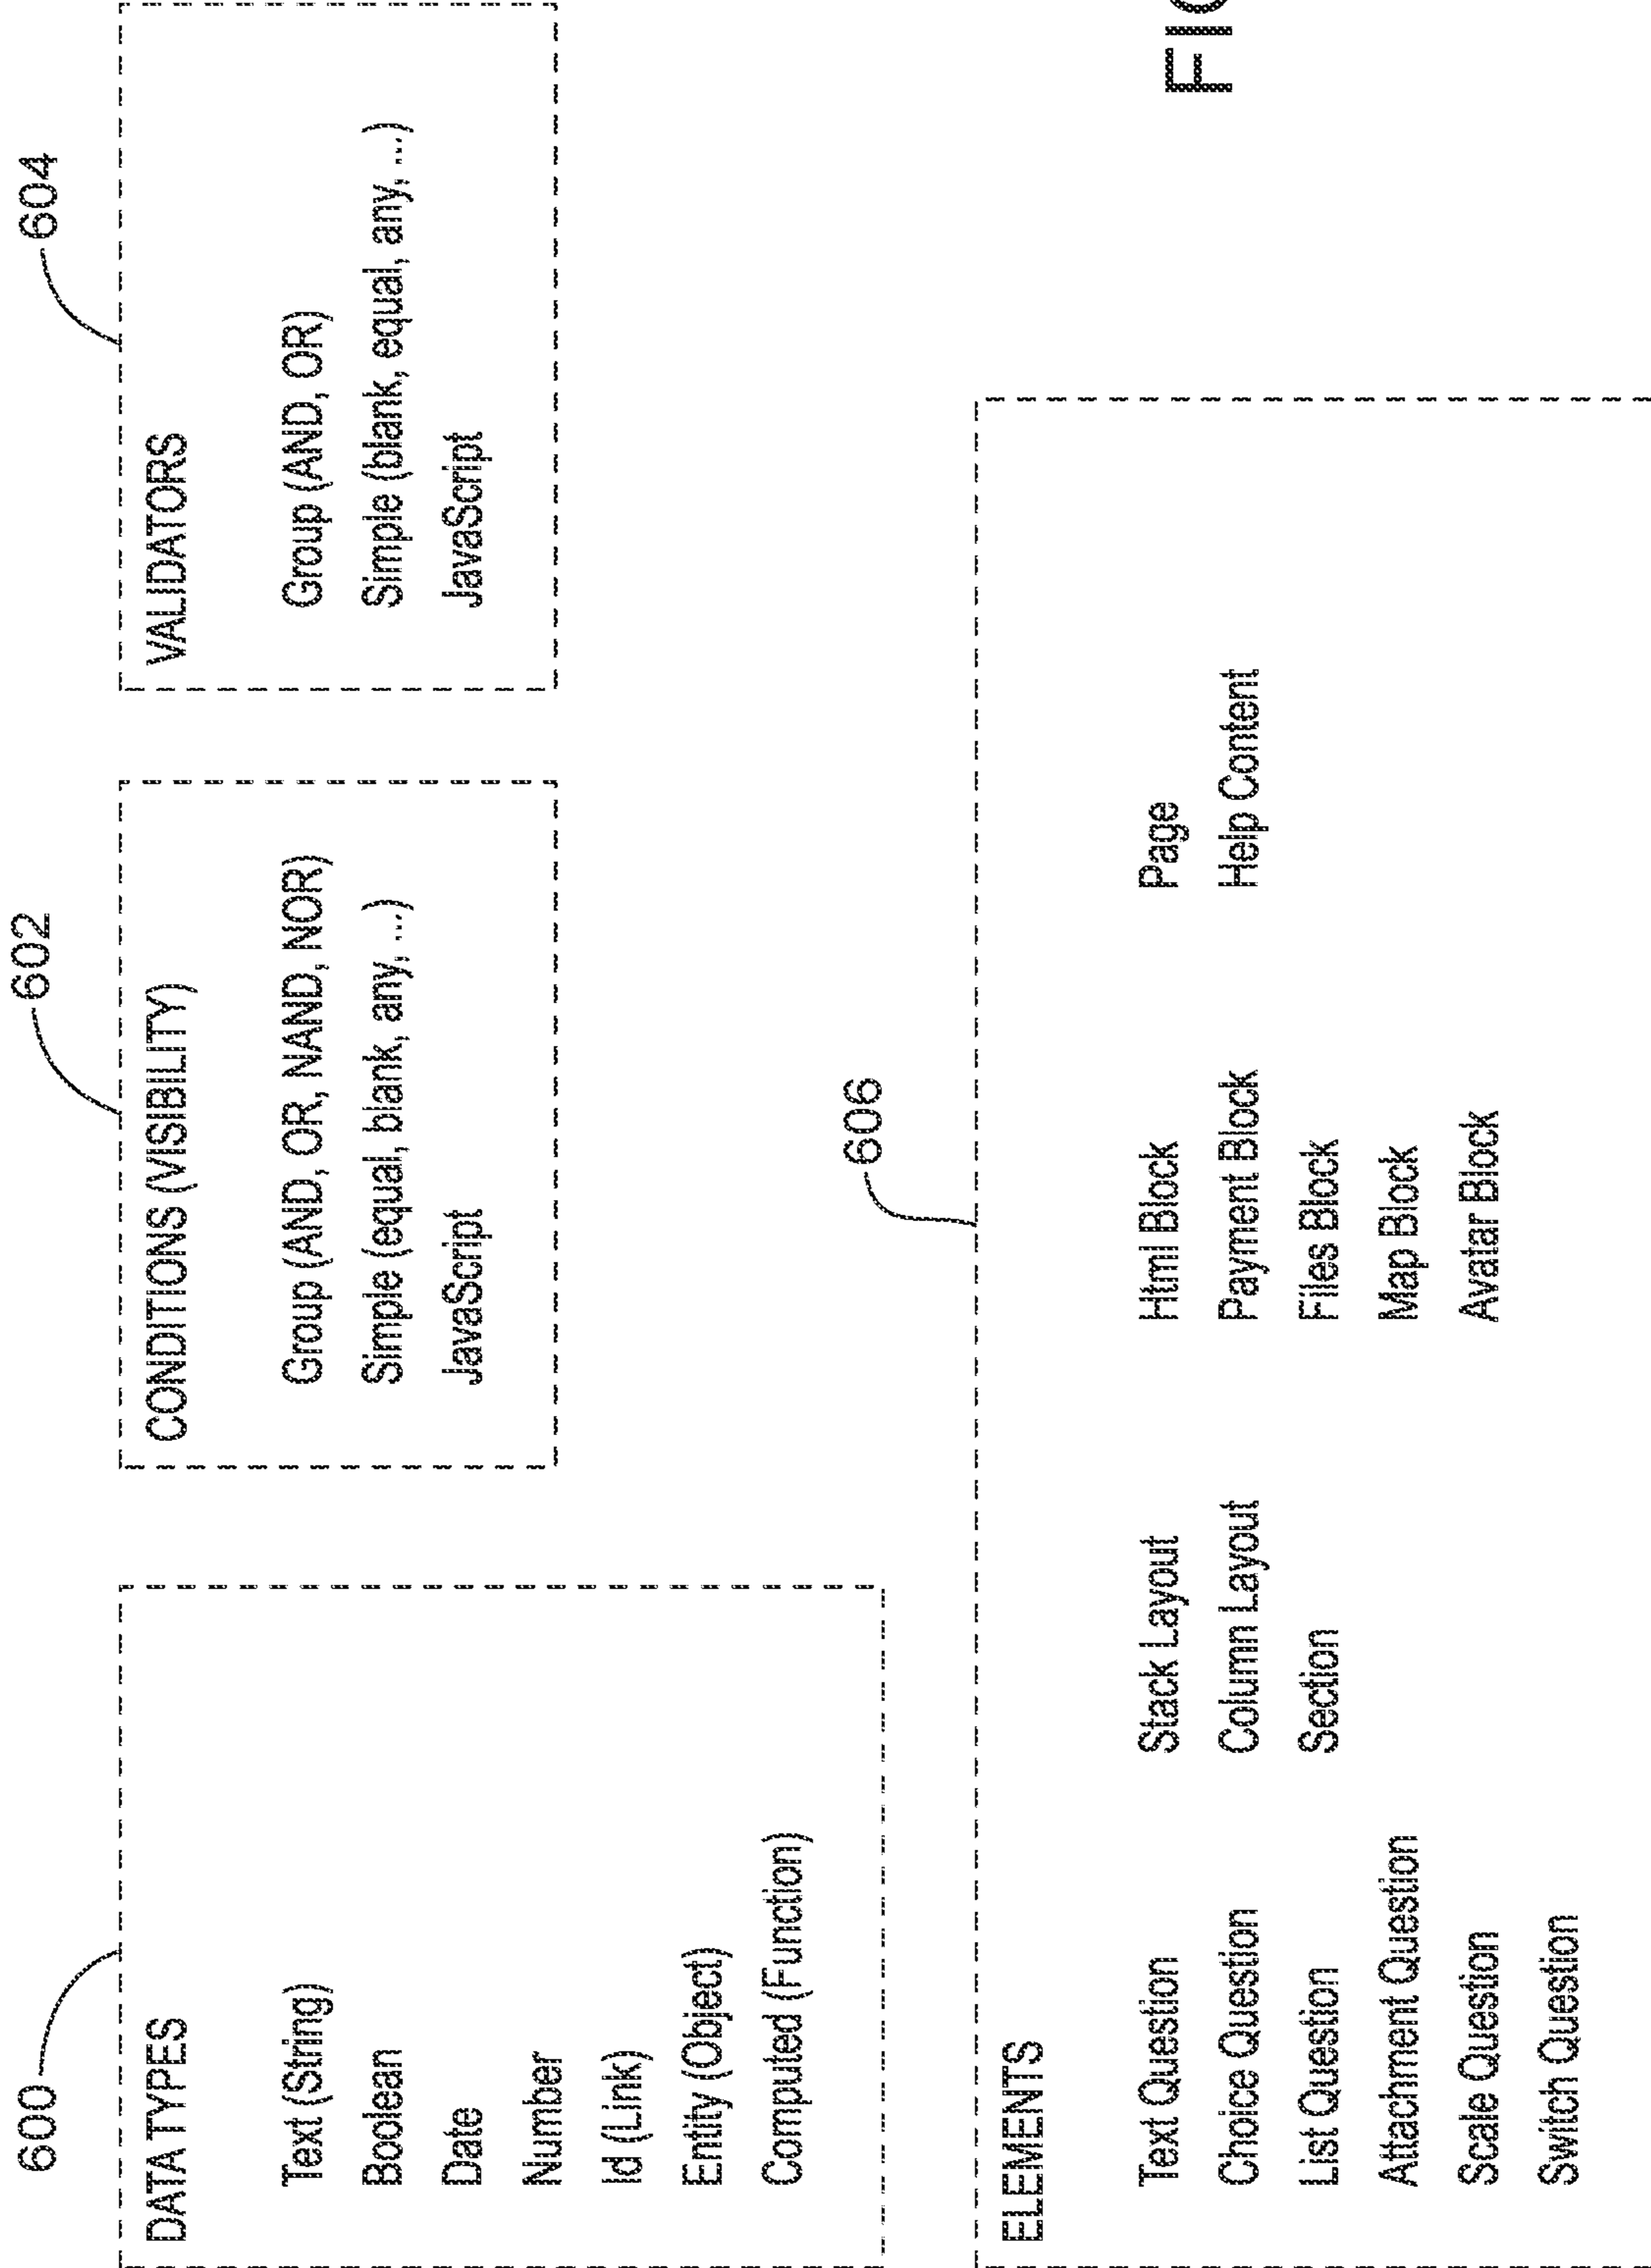 600
DATA TYPES
Text (String)
Boolean
Date
Number
Id (Link)
Entity (Object)
Computed (Function)
602
CONDITIONS (VISIBILITY)
Group (AND, OR, NAND, NOR)
Simple (equal, blank, any, ...)
JavaScript
604
VALIDATORS
Group (AND, OR)
Simple (blank, equal, any, ...)
JavaScript
606
ELEMENTS
Text Question
Choice Question
List Question
Attachment Question
Scale Question
Switch Question
Stack Layout
Column Layout
Section
Html Block
Payment Block
Files Block
Map Block
Avatar Block
Page
Help Content